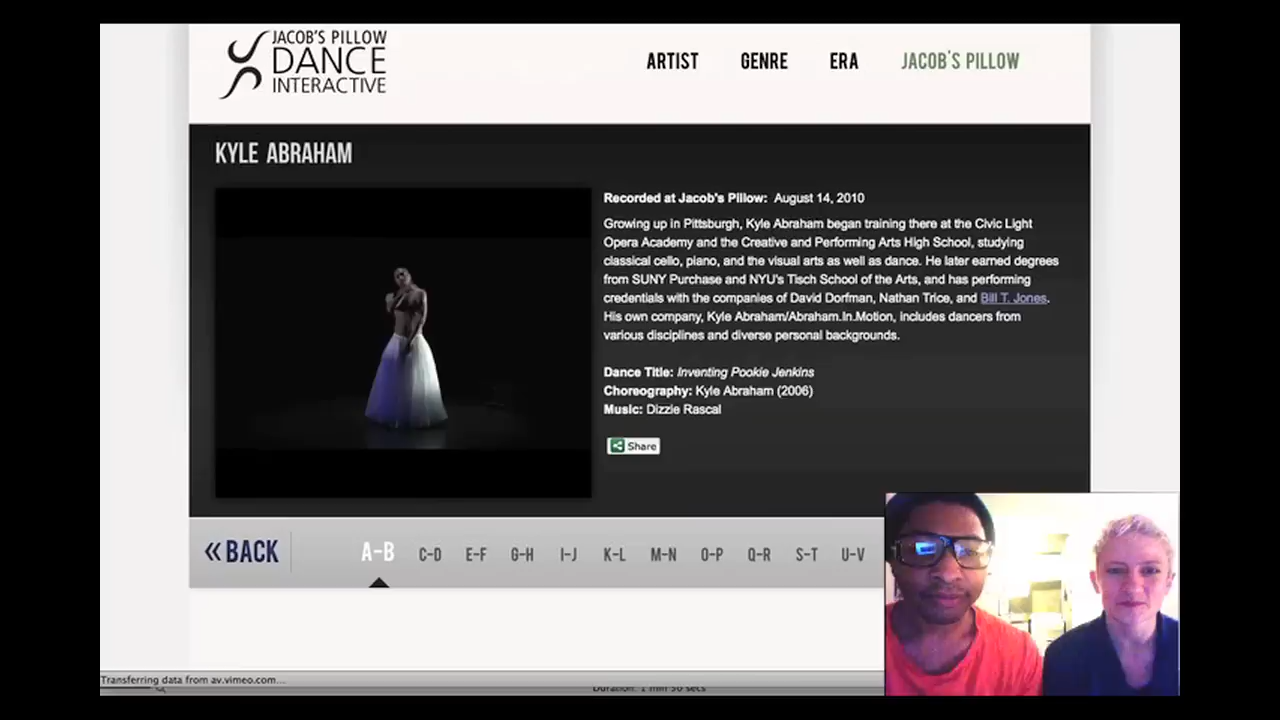 JACOB'S PILLOW
DANCE
INTERACTIVE
ARTIST GENRE ERA JACOB'S PILLOW
KYLE ABRAHAM
Recorded at Jacob's Pillow: August 14, 2010
Growing up in Pittsburgh, Kyle Abraham began training there at the Civic Light
Opera Academy and the Creative and Performing Arts High School, studying
classical cello, piano, and the visual arts as well as dance. He later earned degrees
from SUNY Purchase and NYU's Tisch School of the Arts, and has performing
credentials with the companies of David Dorfman, Nathan Trice, and Bill T. Jones.
His own company, Kyle Abraham/Abraham.In.Motion, includes dancers from
various disciplines and diverse personal backgrounds.
Dance Title: Inventing Pookie Jenkins
Choreography: Kyle Abraham (2006)
Music: Dizzie Rascal
Share
« BACK A-B C-D E-F G-H I-J K-L M-N O-P Q-R S-T U-V
Transferring data from av.vimeo.com...
Duration: 1 min 50 secs